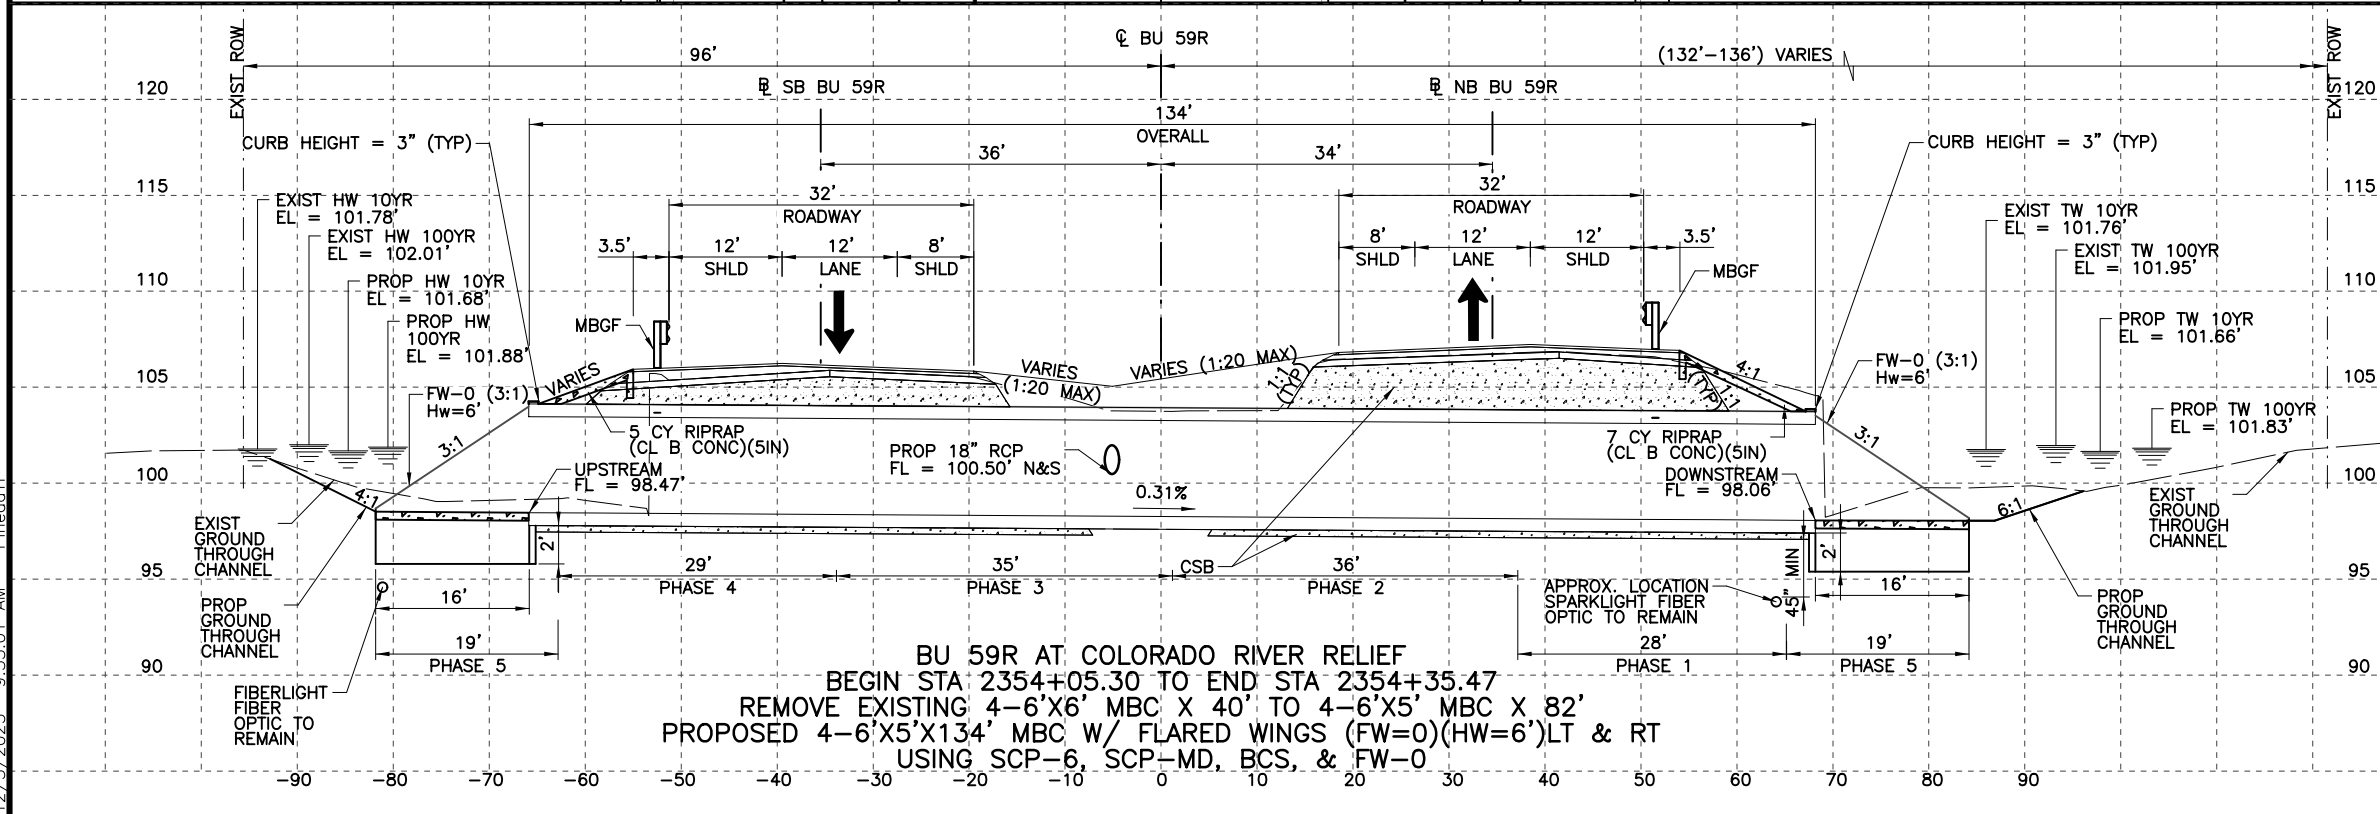 ℄ BU 59R
96'
(132'-136') VARIES
EXIST ROW
EXIST ROW
120
120
℄ SB BU 59R
℄ NB BU 59R
134'
OVERALL
CURB HEIGHT = 3" (TYP)
CURB HEIGHT = 3" (TYP)
36'
34'
115
115
32'
ROADWAY
32'
ROADWAY
EXIST HW 10YR
EL = 101.78'
EXIST HW 100YR
EL = 102.01'
PROP HW 10YR
EL = 101.68'
PROP HW
100YR
EL = 101.88'
3.5'
12'
SHLD
12'
LANE
8'
SHLD
8'
SHLD
12'
LANE
12'
SHLD
3.5'
EXIST TW 10YR
EL = 101.76'
EXIST TW 100YR
EL = 101.95'
PROP TW 10YR
EL = 101.66'
PROP TW 100YR
EL = 101.83'
110
110
MBGF
MBGF
VARIES
VARIES
(1:20 MAX)
VARIES (1:20 MAX)
1:1
(TYP)
1:1
(TYP)
4:1
105
105
FW-0 (3:1)
Hw=6'
FW-0 (3:1)
Hw=6'
3:1
3:1
5 CY RIPRAP
(CL B CONC)(5IN)
7 CY RIPRAP
(CL B CONC)(5IN)
PROP 18" RCP
FL = 100.50' N&S
UPSTREAM
FL = 98.47'
DOWNSTREAM
FL = 98.06'
100
100
0.31%
4:1
6:1
EXIST
GROUND
THROUGH
CHANNEL
EXIST
GROUND
THROUGH
CHANNEL
2'
2'
CSB
45" MIN
95
95
29'
PHASE 4
35'
PHASE 3
36'
PHASE 2
APPROX. LOCATION
SPARKLIGHT FIBER
OPTIC TO REMAIN
16'
16'
PROP
GROUND
THROUGH
CHANNEL
PROP
GROUND
THROUGH
CHANNEL
19'
PHASE 5
28'
PHASE 1
19'
PHASE 5
90
90
FIBERLIGHT
FIBER
OPTIC TO
REMAIN
BU 59R AT COLORADO RIVER RELIEF
BEGIN STA 2354+05.30 TO END STA 2354+35.47
REMOVE EXISTING 4-6'X6' MBC X 40' TO 4-6'X5' MBC X 82'
PROPOSED 4-6'X5'X134' MBC W/ FLARED WINGS (FW=0)(HW=6')LT & RT
USING SCP-6, SCP-MD, BCS, & FW-0
-90 -80 -70 -60 -50 -40 -30 -20 -10 0 10 20 30 40 50 60 70 80 90